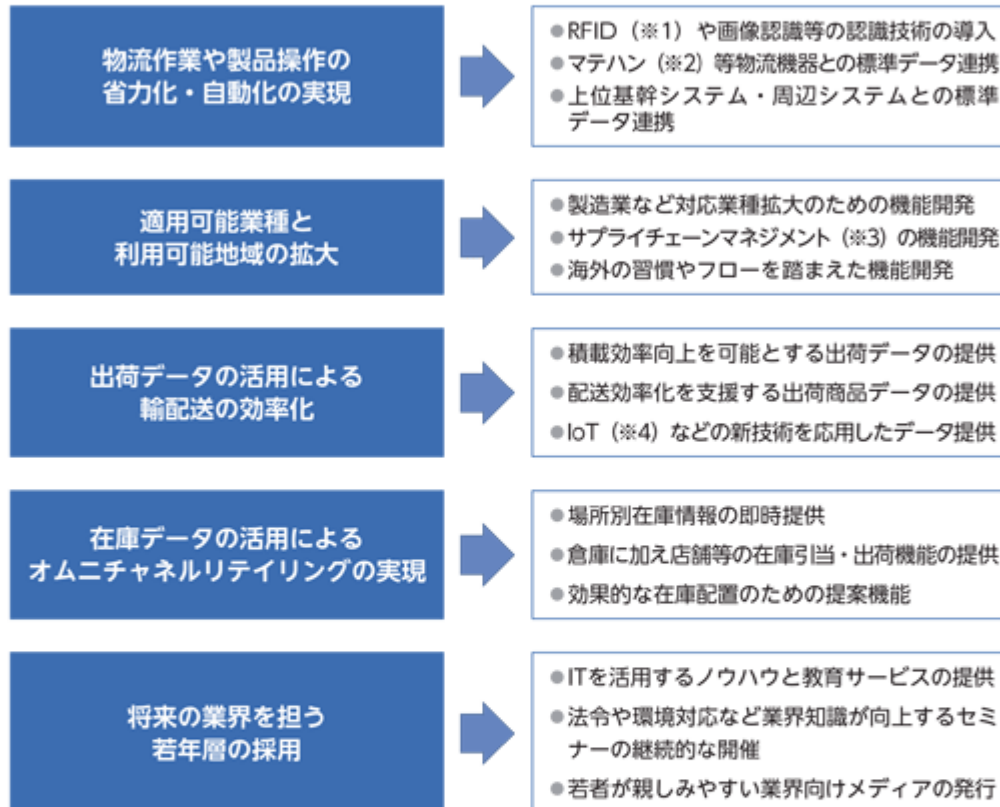 物流作業や製品操作の
省力化・自動化の実現
●RFID（※1）や画像認識等の認識技術の導入
●マテハン（※2）等物流機器との標準データ連携
●上位基幹システム・周辺システムとの標準
データ連携
適用可能業種と
利用可能地域の拡大
●製造業など対応業種拡大のための機能開発
●サプライチェーンマネジメント（※3）の機能開発
●海外の習慣やフローを踏まえた機能開発
出荷データの活用による
輸配送の効率化
●積載効率向上を可能とする出荷データの提供
●配送効率化を支援する出荷商品データの提供
●IoT（※4）などの新技術を応用したデータ提供
在庫データの活用による
オムニチャネルリテイリングの実現
●場所別在庫情報の即時提供
●倉庫に加え店舗等の在庫引当・出荷機能の提供
●効果的な在庫配置のための提案機能
将来の業界を担う
若年層の採用
●ITを活用するノウハウと教育サービスの提供
●法令や環境対応など業界知識が向上するセミ
ナーの継続的な開催
●若者が親しみやすい業界向けメディアの発行